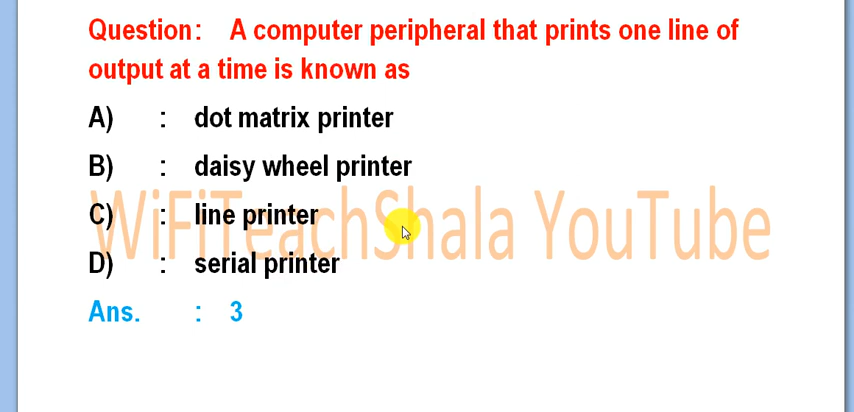 Question: A computer peripheral that prints one line of
output at a time is known as
A) : dot matrix printer
B) : daisy wheel printer
C) : line printer
D) : serial printer
WiFiTeachShala YouTube
Ans. : 3